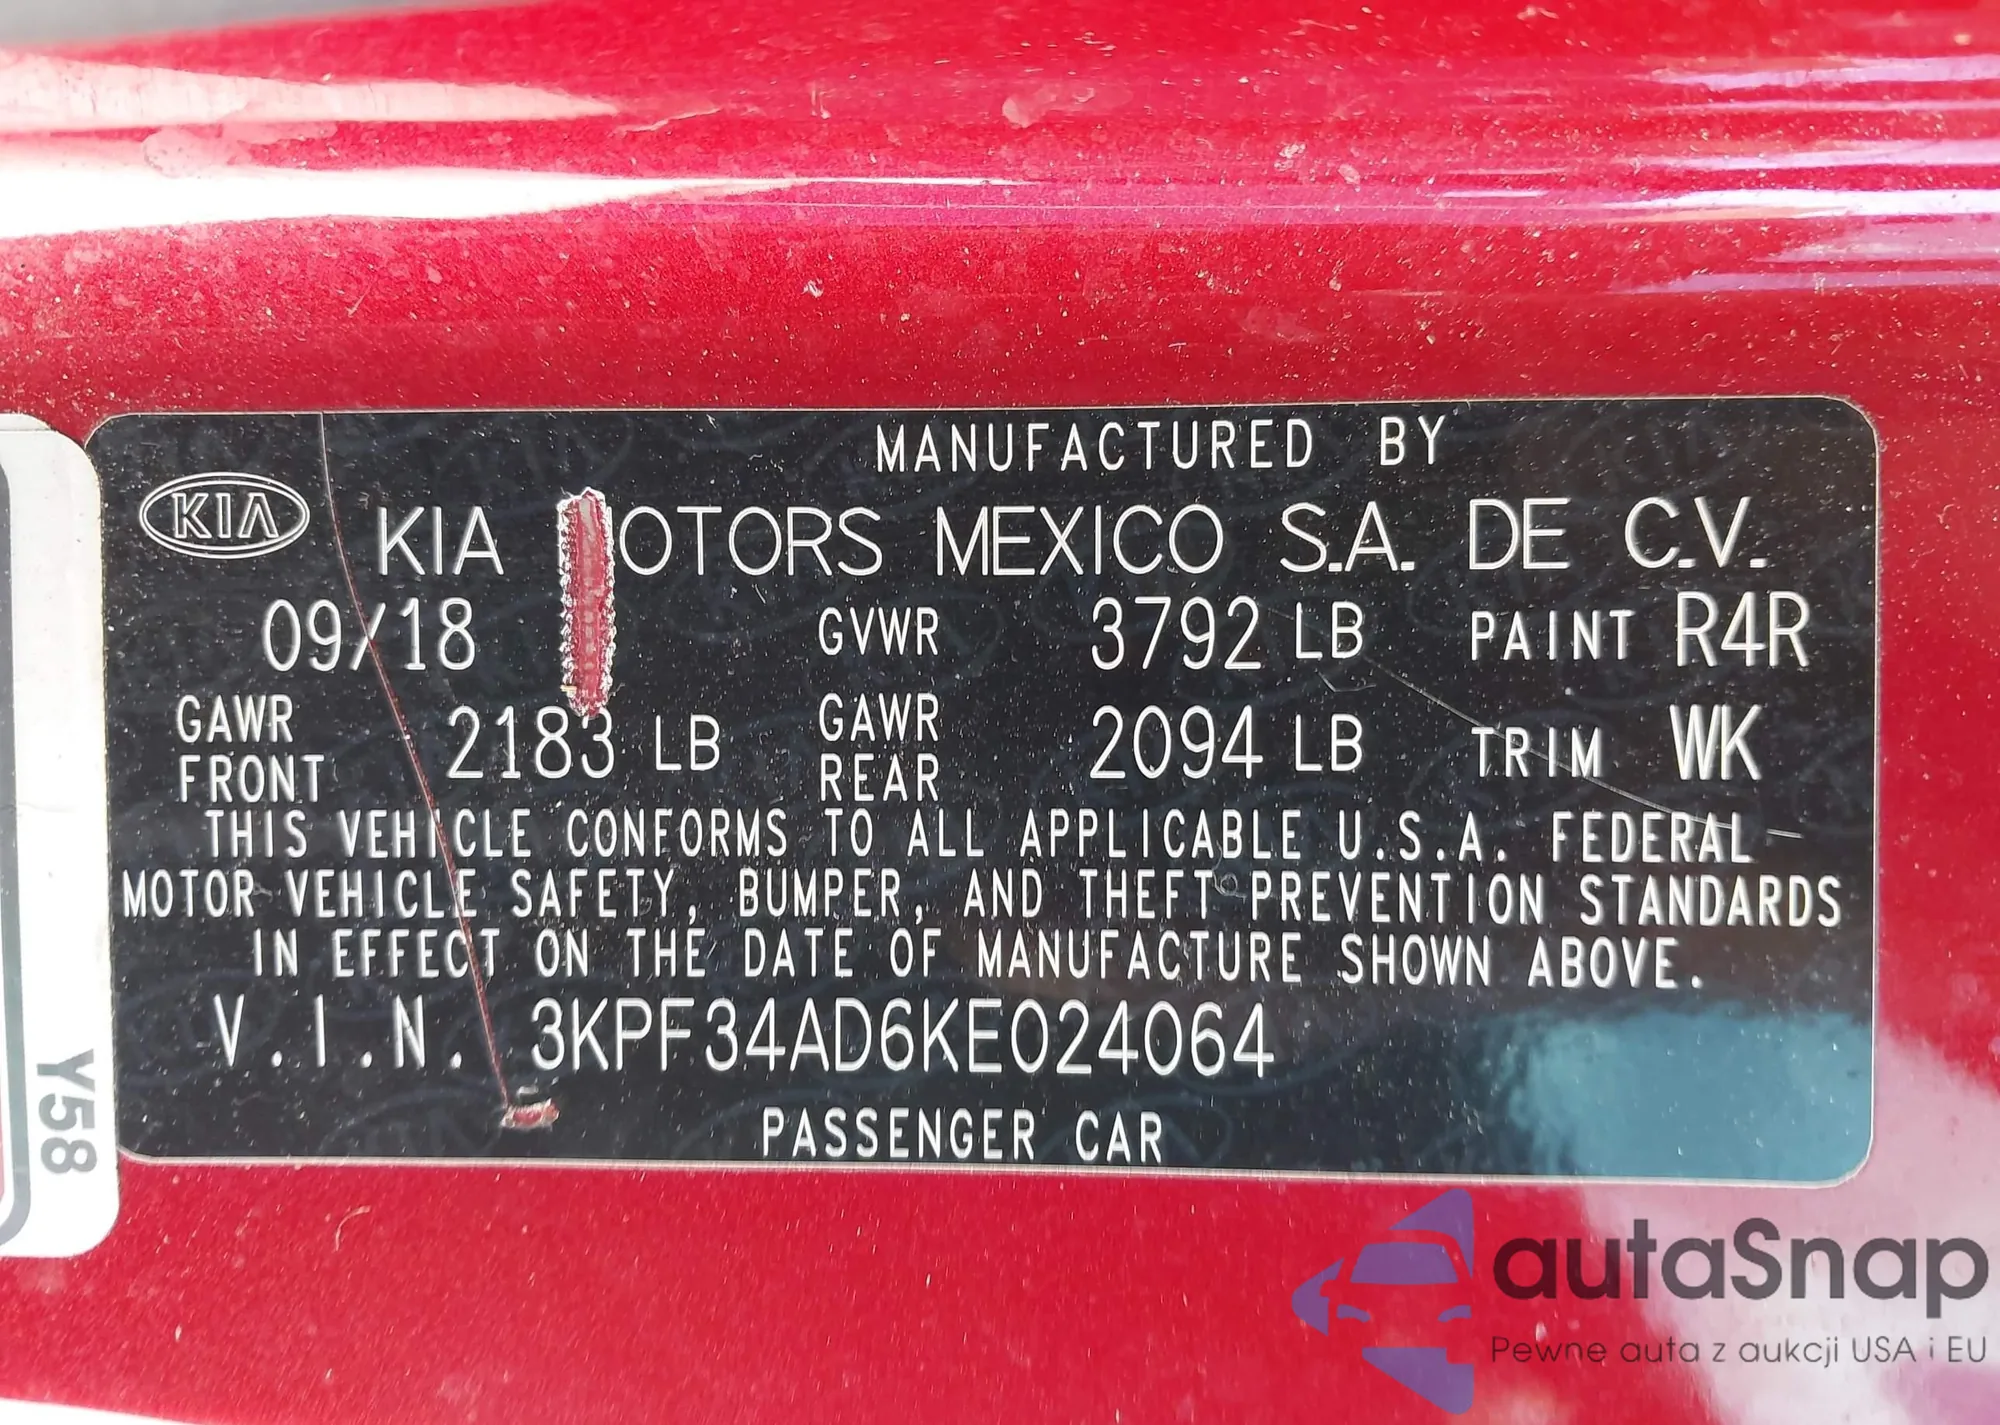 MANUFACTURED BY
KIA KIA OTORS MEXICO S.A. DE C.V.
09/18 GVWR 3792 LB PAINT R4R
GAWR FRONT 2183 LB GAWR REAR 2094 LB TRIM WK
THIS VEHICLE CONFORMS TO ALL APPLICABLE U.S.A. FEDERAL
MOTOR VEHICLE SAFETY, BUMPER, AND THEFT PREVENTION STANDARDS
IN EFFECT ON THE DATE OF MANUFACTURE SHOWN ABOVE.
V.I.N. 3KPF34AD6KE024064
PASSENGER CAR
Y58
autaSnap
Pewne auta z aukcji USA i EU